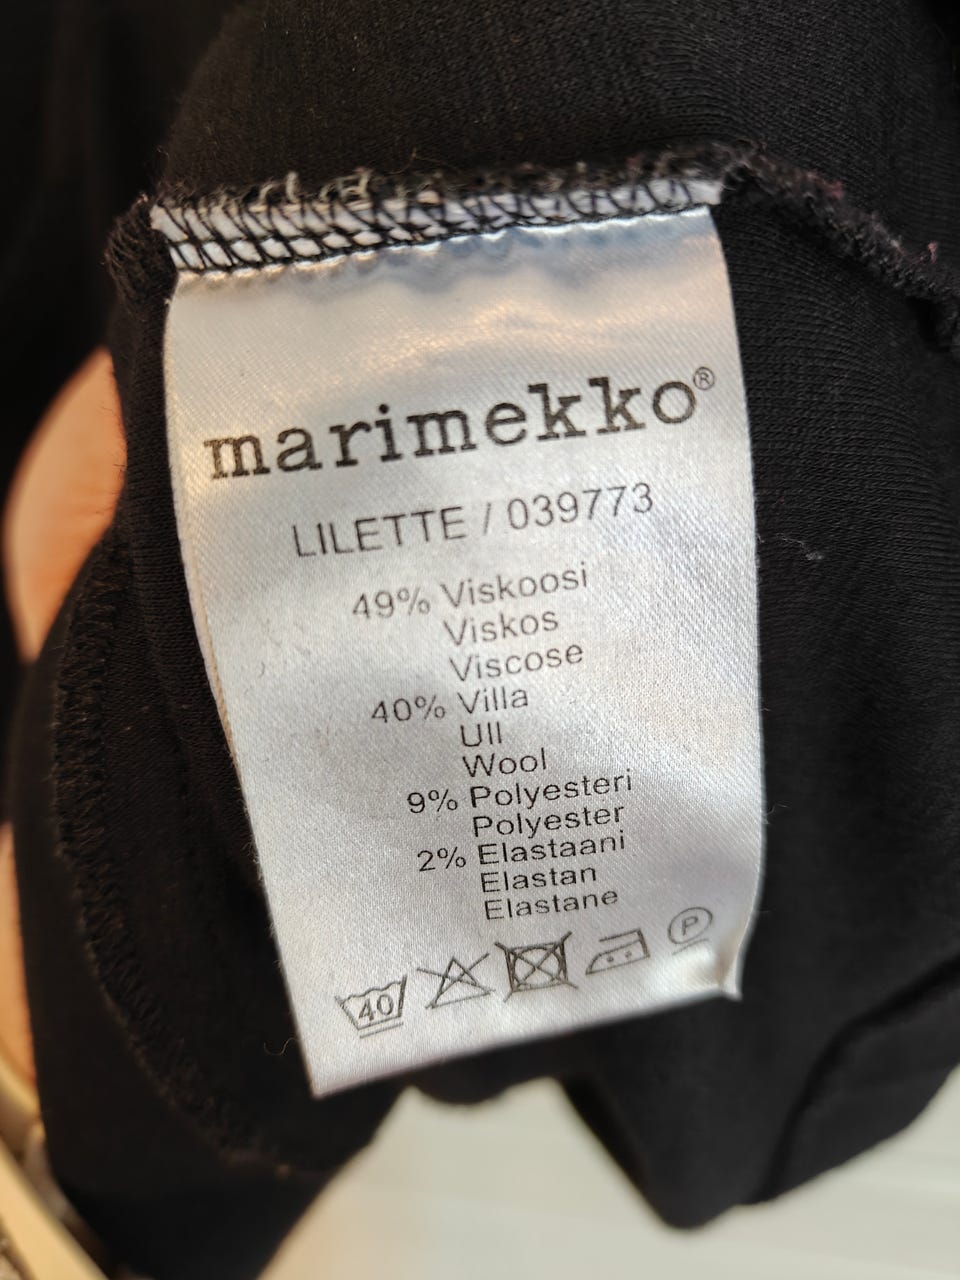 marimekko®
LILETTE / 039773
49% Viskoosi
Viskos
Viscose
40% Villa
Ull
Wool
9% Polyesteri
Polyester
2% Elastaani
Elastan
Elastane
40 P